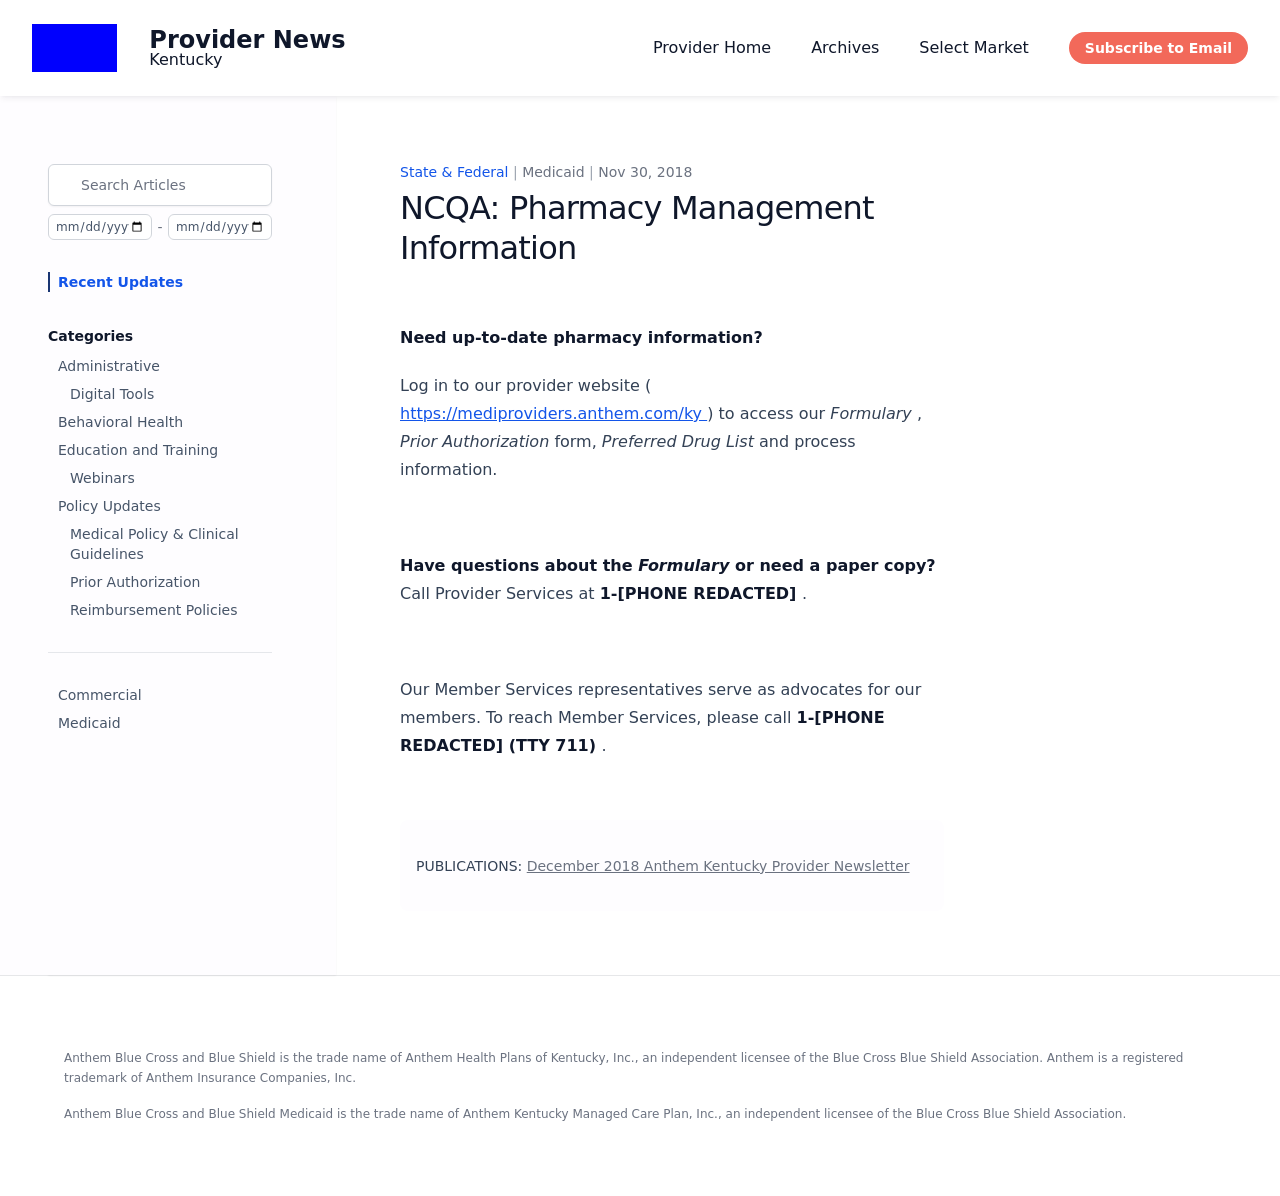 Provider News
Kentucky
Provider Home
Archives
Select Market
Subscribe to Email
Search Articles
mm/dd/yyy - mm/dd/yyy
Recent Updates
Categories
Administrative
Digital Tools
Behavioral Health
Education and Training
Webinars
Policy Updates
Medical Policy & Clinical
Guidelines
Prior Authorization
Reimbursement Policies
Commercial
Medicaid
State & Federal | Medicaid | Nov 30, 2018
NCQA: Pharmacy Management
Information
Need up-to-date pharmacy information?
Log in to our provider website (
https://mediproviders.anthem.com/ky ) to access our Formulary ,
Prior Authorization form, Preferred Drug List and process
information.
Have questions about the Formulary or need a paper copy?
Call Provider Services at 1-[PHONE REDACTED] .
Our Member Services representatives serve as advocates for our
members. To reach Member Services, please call 1-[PHONE
REDACTED] (TTY 711) .
PUBLICATIONS: December 2018 Anthem Kentucky Provider Newsletter
Anthem Blue Cross and Blue Shield is the trade name of Anthem Health Plans of Kentucky, Inc., an independent licensee of the Blue Cross Blue Shield Association. Anthem is a registered
trademark of Anthem Insurance Companies, Inc.
Anthem Blue Cross and Blue Shield Medicaid is the trade name of Anthem Kentucky Managed Care Plan, Inc., an independent licensee of the Blue Cross Blue Shield Association.